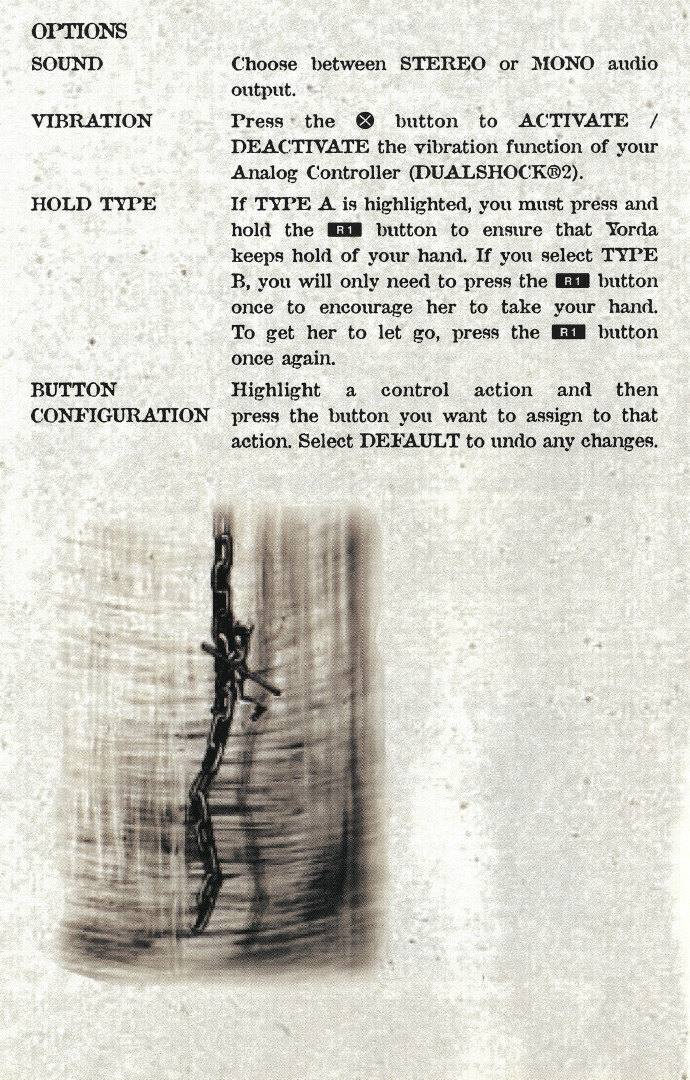 OPTIONS
SOUND Choose between STEREO or MONO audio
output.
VIBRATION Press the ⊗ button to ACTIVATE /
DEACTIVATE the vibration function of your
Analog Controller (DUALSHOCK®2).
HOLD TYPE If TYPE A is highlighted, you must press and
hold the R1 button to ensure that Yorda
keeps hold of your hand. If you select TYPE
B, you will only need to press the R1 button
once to encourage her to take your hand.
To get her to let go, press the R1 button
once again.
BUTTON Highlight a control action and then
CONFIGURATION press the button you want to assign to that
action. Select DEFAULT to undo any changes.